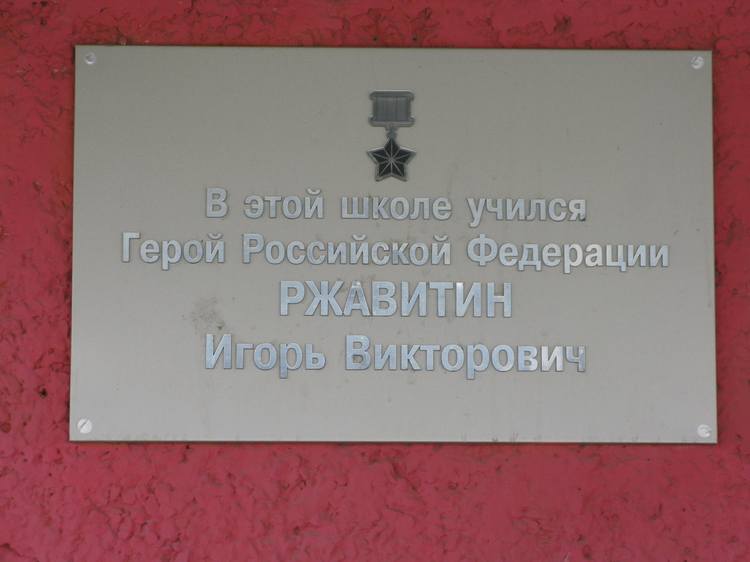 В этой школе учился
Герой Российской Федерации
РЖАВИТИН
Игорь Викторович